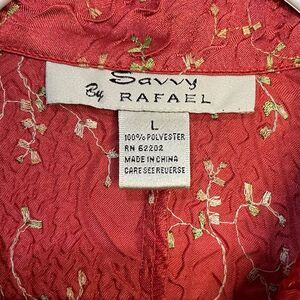 Savvy
By RAFAEL
L
100% POLYESTER
RN 62202
MADE IN CHINA
CARE SEE REVERSE